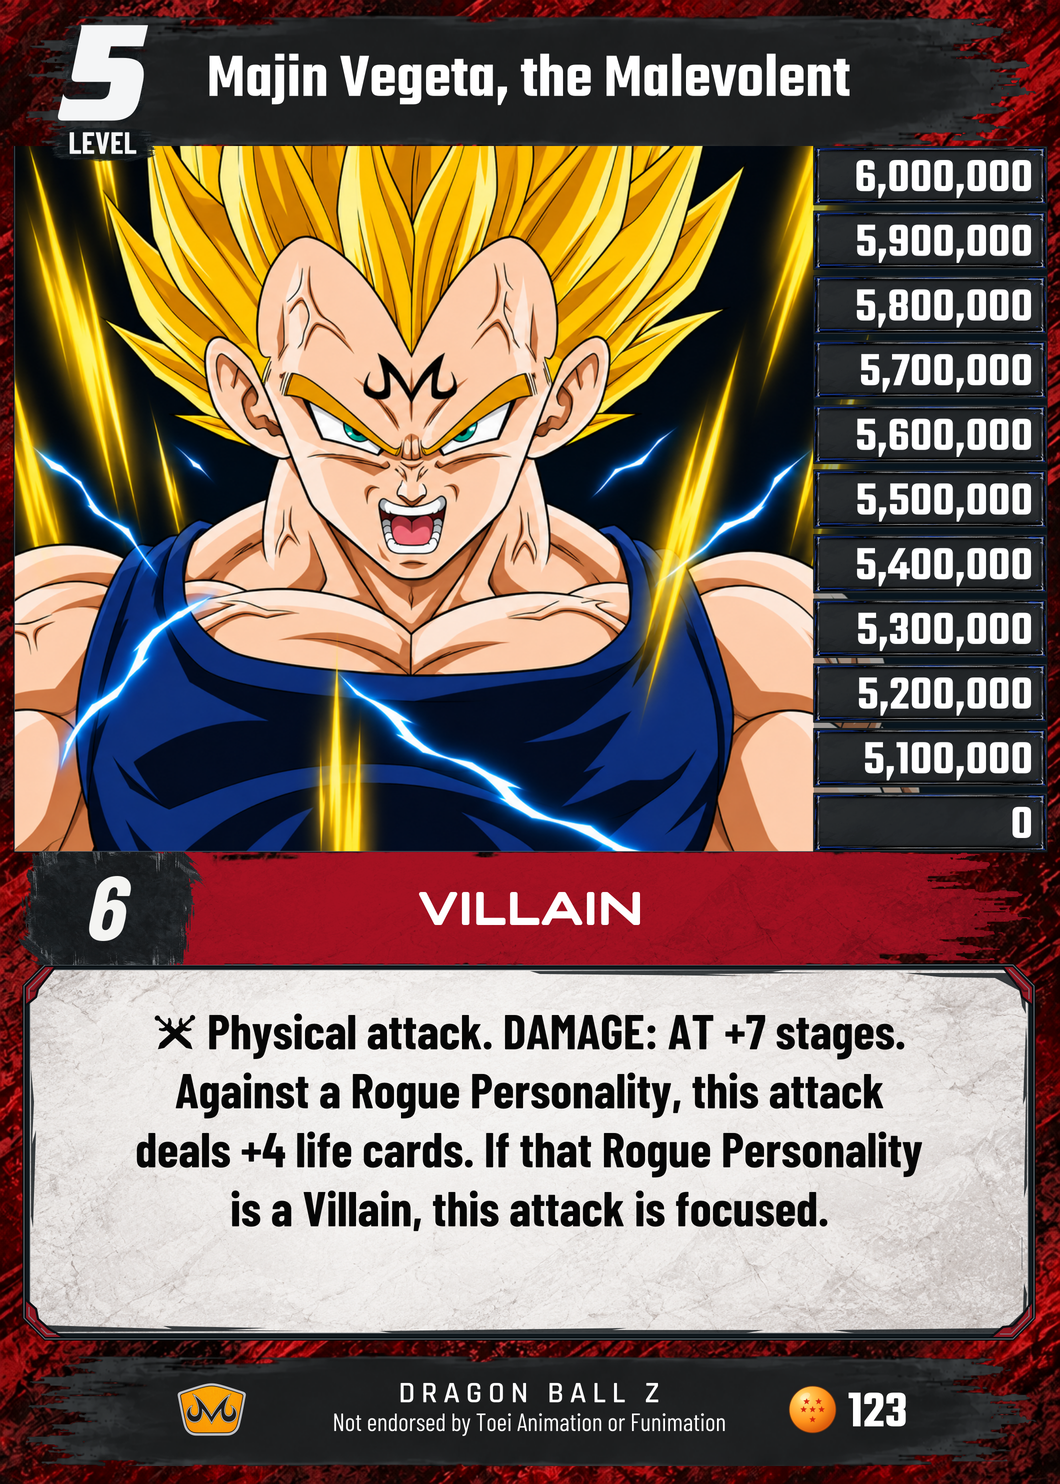 5
LEVEL
Majin Vegeta, the Malevolent
6,000,000
5,900,000
5,800,000
5,700,000
5,600,000
5,500,000
5,400,000
5,300,000
5,200,000
5,100,000
0
M
6
VILLAIN
Physical attack. DAMAGE: AT +7 stages.
Against a Rogue Personality, this attack
deals +4 life cards. If that Rogue Personality
is a Villain, this attack is focused.
M
DRAGON BALL Z
Not endorsed by Toei Animation or Funimation
123